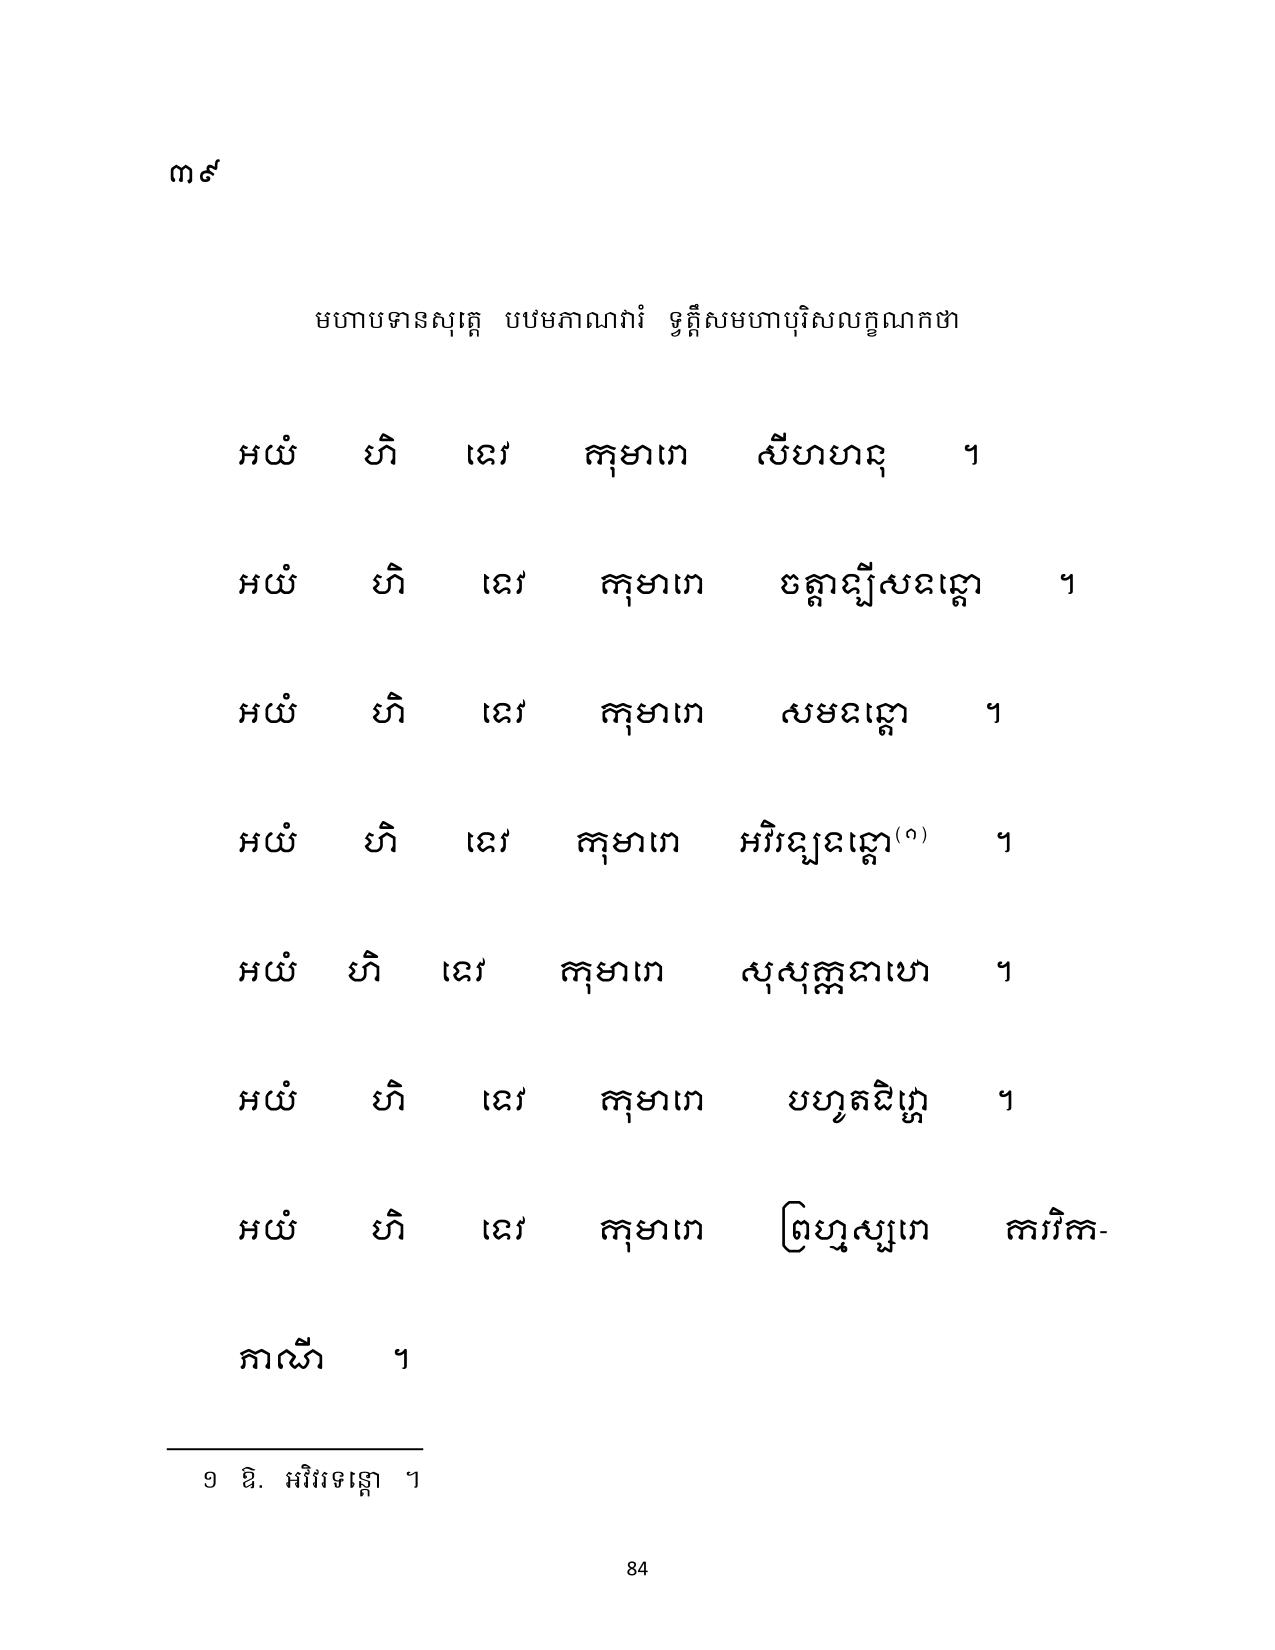 ៣៩
មហាបទានសុត្តេ បឋមភាណវារំ ទ្វត្តឹសមហាបុរិសលក្ខណកថា
អយំ ហិ ទេវ កុមារោ សីហហនុ ។
អយំ ហិ ទេវ កុមារោ ចត្តាឡីសទន្តោ ។
អយំ ហិ ទេវ កុមារោ សមទន្តោ ។
អយំ ហិ ទេវ កុមារោ អវិរឡទន្តោ(១) ។
អយំ ហិ ទេវ កុមារោ សុសុក្កទាឋោ ។
អយំ ហិ ទេវ កុមារោ បហូតជិវ្ហោ ។
អយំ ហិ ទេវ កុមារោ ព្រហ្មស្សរោ ករវិក-
ភាណី ។
១ ឱ. អវិវរទន្តោ ។
84